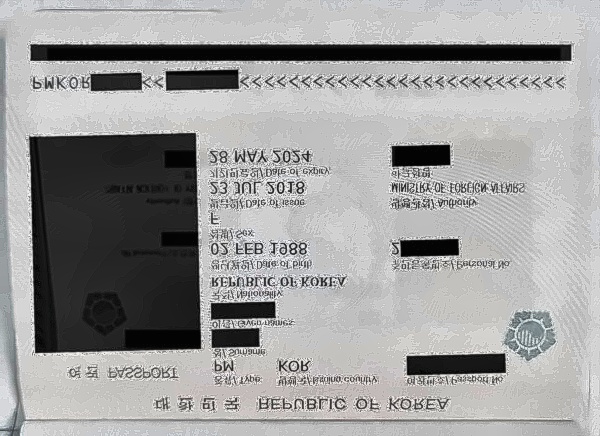 대한민국 REPUBLIC OF KOREA
여권 PASSPORT
종류/Type 발행국/Issuing country 여권번호/Passport No.
PM KOR
성/Surname
이름/Given names
국적/Nationality
REPUBLIC OF KOREA
생년월일/Date of birth 주민등록번호/Personal No.
02 FEB 1988 2
성별/Sex
F
발급일/Date of issue 발행관청/Authority
23 JUL 2018 MINISTRY OF FOREIGN AFFAIRS
기간만료일/Date of expiry 한글성명
28 MAY 2024
PMKOR <<  <<<<<<<<<<<<<<<<<<<<<<<<<<<